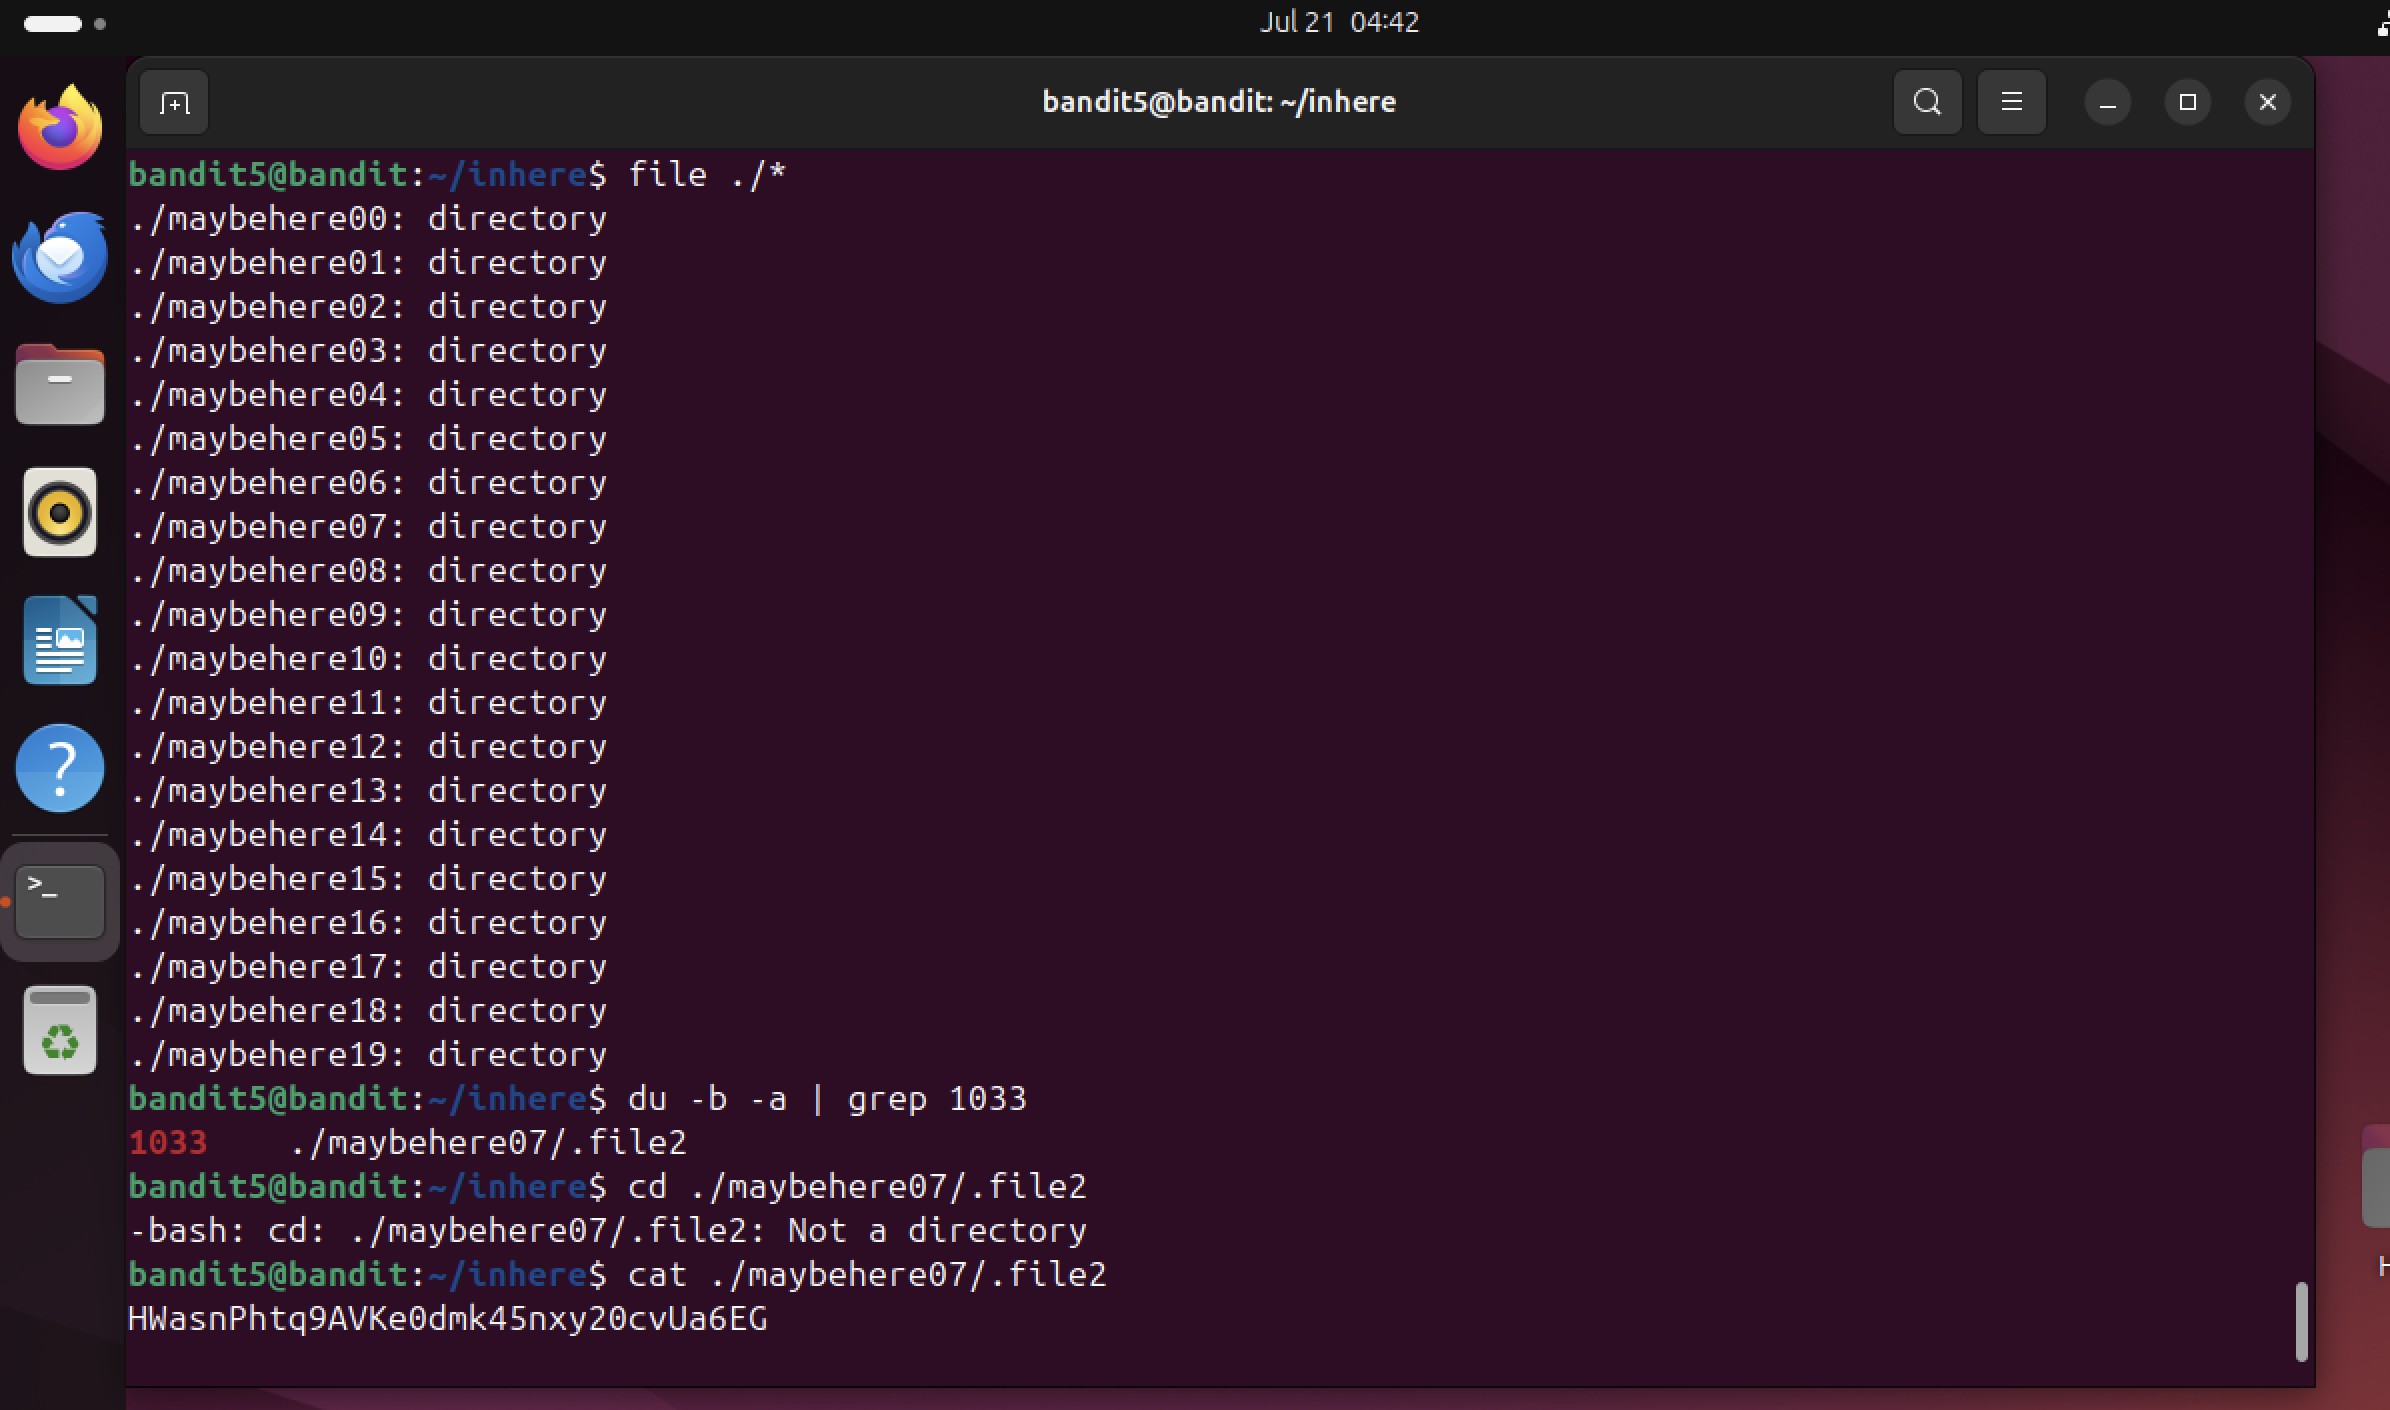 Jul 21 04:42
bandit5@bandit: ~/inhere
bandit5@bandit:~/inhere$ file ./*
./maybehere00: directory
./maybehere01: directory
./maybehere02: directory
./maybehere03: directory
./maybehere04: directory
./maybehere05: directory
./maybehere06: directory
./maybehere07: directory
./maybehere08: directory
./maybehere09: directory
./maybehere10: directory
./maybehere11: directory
./maybehere12: directory
./maybehere13: directory
./maybehere14: directory
./maybehere15: directory
./maybehere16: directory
./maybehere17: directory
./maybehere18: directory
./maybehere19: directory
bandit5@bandit:~/inhere$ du -b -a | grep 1033
1033    ./maybehere07/.file2
bandit5@bandit:~/inhere$ cd ./maybehere07/.file2
-bash: cd: ./maybehere07/.file2: Not a directory
bandit5@bandit:~/inhere$ cat ./maybehere07/.file2
HWasnPhtq9AVKe0dmk45nxy20cvUa6EG